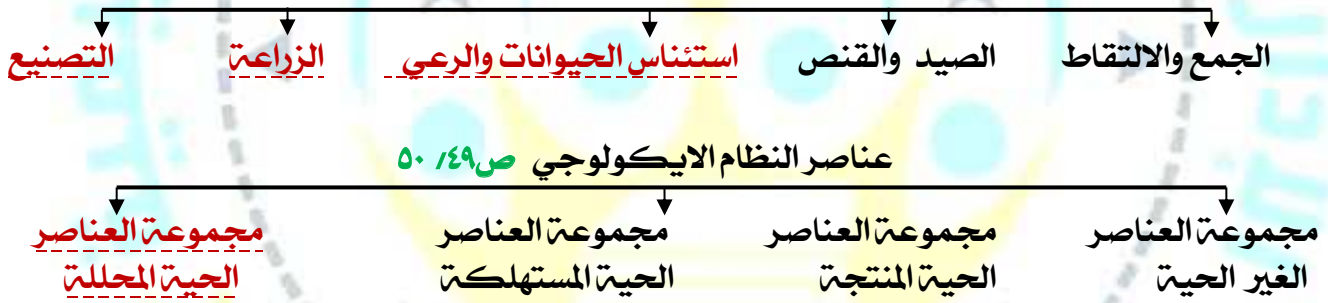 الجمع والالتقاط الصيد والقنص استئناس الحيوانات والرعي الزراعة التصنيع
عناصر النظام الايكولوجي ص٤٩/ ٥٠
مجموعة العناصر مجموعة العناصر مجموعة العناصر مجموعة العناصر
الغير الحية الحية المنتجة الحية المستهلكة الحية المحللة